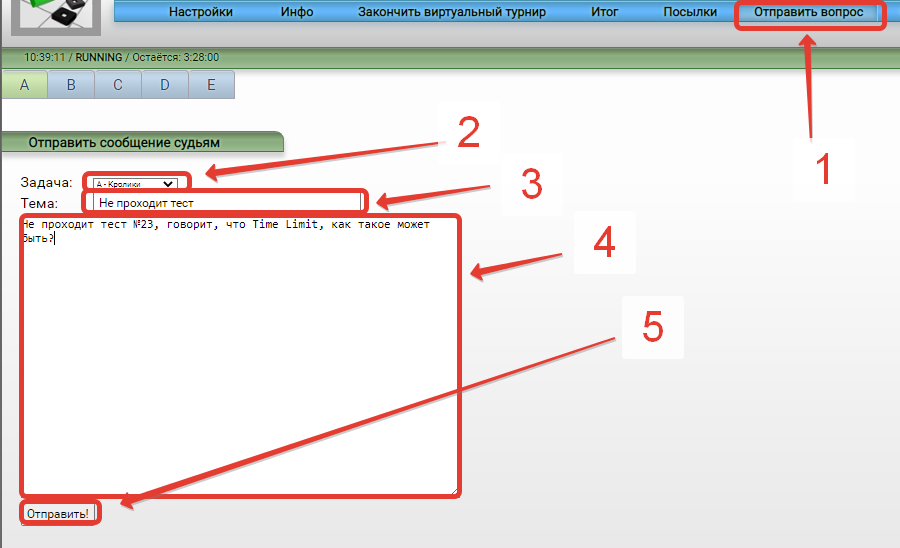 Настройки Инфо Закончить виртуальный турнир Итог Посылки Отправить вопрос
10:39:11 / RUNNING / Остаётся: 3:28:00
A B C D E
1
Отправить сообщение судьям
2
Задача: A - Кролики
3
Тема: Не проходит тест
Не проходит тест №23, говорит, что Time Limit, как такое может
быть?
4
5
Отправить!